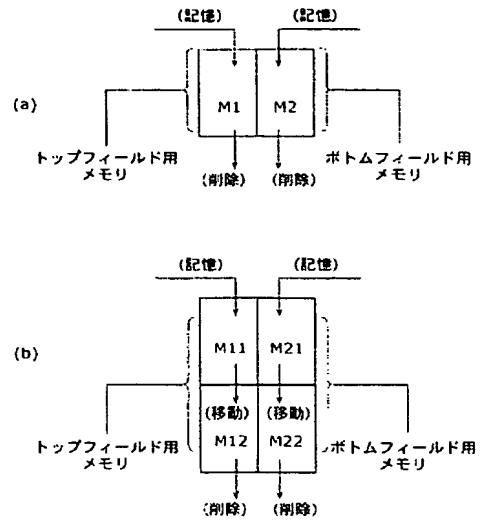 (記憶) (記憶)
(a)
M1 M2
トップフィールド用 ボトムフィールド用
メモリ メモリ
(削除) (削除)
(記憶) (記憶)
(b)
M11 M21
(移動) (移動)
M12 M22
トップフィールド用 ボトムフィールド用
メモリ メモリ
(削除) (削除)